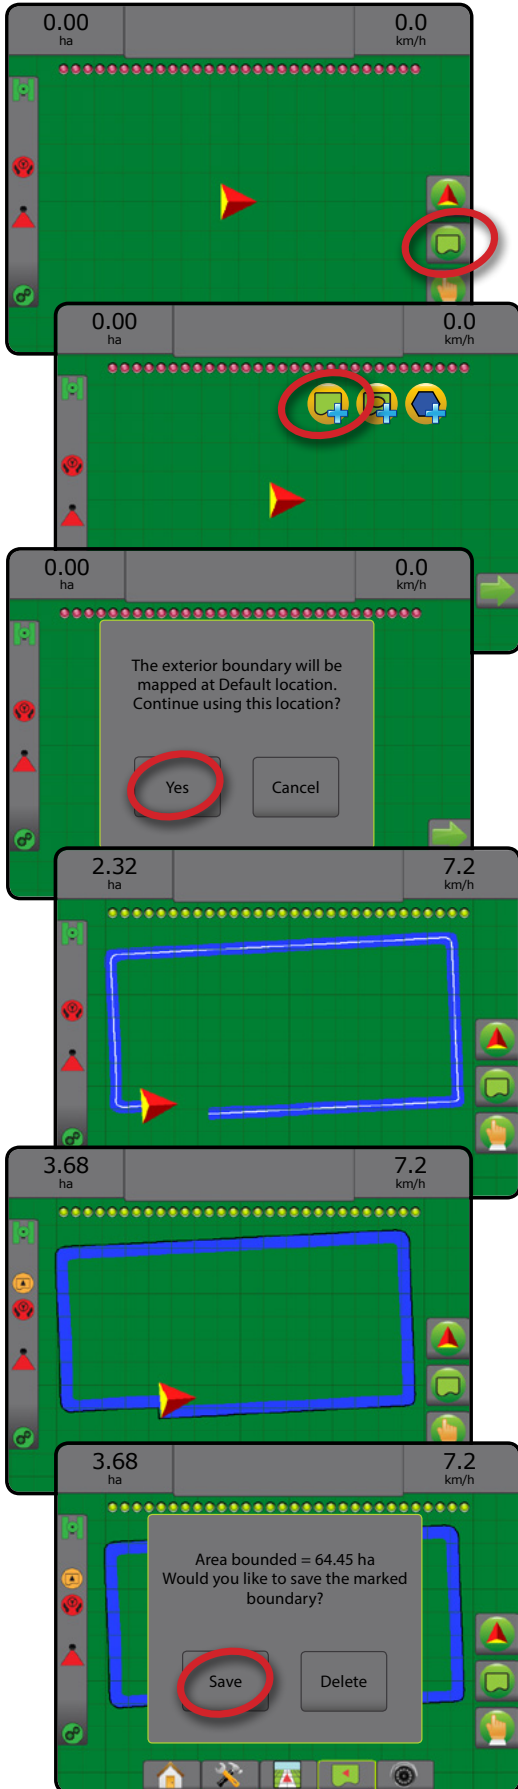 0.00
ha
0.0
km/h
0.00
ha
0.0
km/h
0.00
ha
0.0
km/h
The exterior boundary will be
mapped at Default location.
Continue using this location?
Yes
Cancel
2.32
ha
7.2
km/h
3.68
ha
7.2
km/h
3.68
ha
7.2
km/h
Area bounded = 64.45 ha
Would you like to save the marked
boundary?
Save
Delete